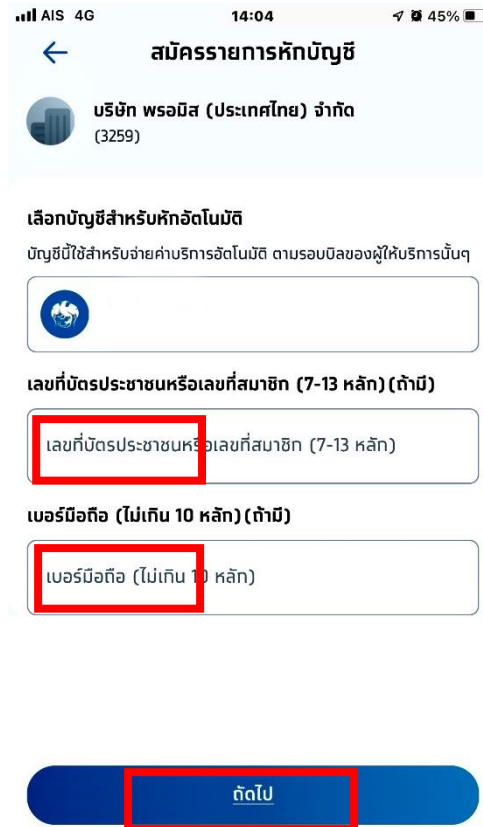 AIS 4G 14:04 45%
สมัครรายการหักบัญชี
บริษัท พรอมิส (ประเทศไทย) จำกัด
(3259)
เลือกบัญชีสำหรับหักอัตโนมัติ
บัญชีนี้ใช้สำหรับจ่ายค่าบริการอัตโนมัติ ตามรอบบิลของผู้ให้บริการนั้นๆ
เลขที่บัตรประชาชนหรือเลขที่สมาชิก (7-13 หลัก) (ถ้ามี)
เลขที่บัตรประชาชนหรือเลขที่สมาชิก (7-13 หลัก)
เบอร์มือถือ (ไม่เกิน 10 หลัก) (ถ้ามี)
เบอร์มือถือ (ไม่เกิน 10 หลัก)
ถัดไป